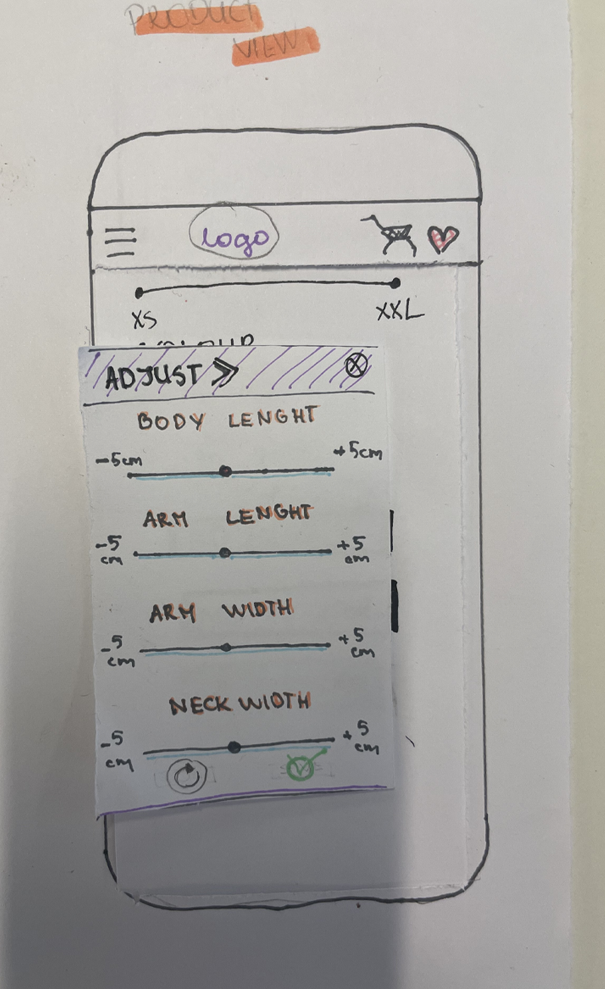 PRODUCT
VIEW
logo
XS
XXL
ADJUST >>
BODY LENGHT
-5cm
+5cm
ARM LENGHT
-5 cm
+5 cm
ARM WIDTH
-5 cm
+5 cm
NECK WIDTH
-5 cm
+5 cm